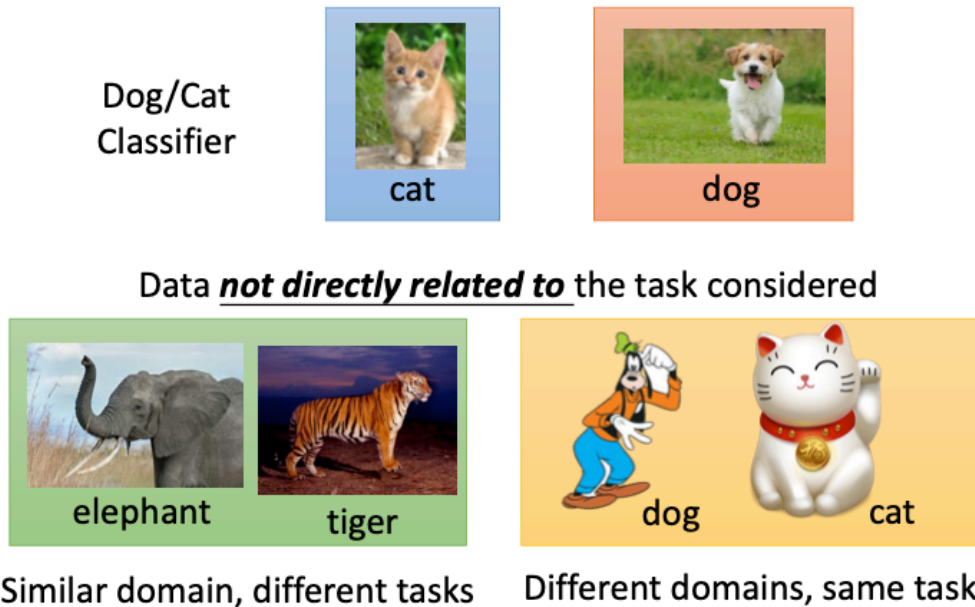 Dog/Cat
Classifier
cat
dog
Data not directly related to the task considered
elephant
tiger
dog
cat
Similar domain, different tasks
Different domains, same task